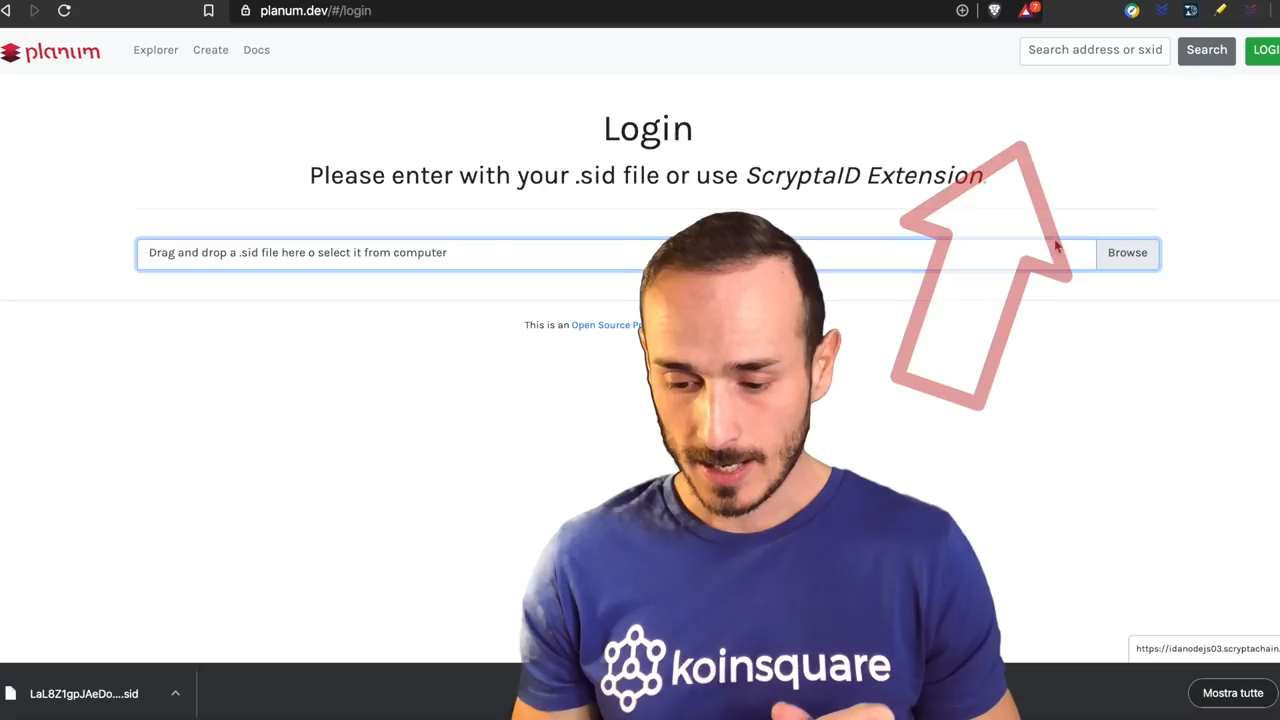 planum.dev/#/login
7
planum
Explorer
Create
Docs
Search address or sxid
Search
LOGI
Login
Please enter with your .sid file or use ScryptaID Extension.
Drag and drop a .sid file here o select it from computer
Browse
This is an Open Source
koinsquare
https://idanodejs03.scryptachain.
LaL8Z1gpJAeDo....sid
Mostra tutte